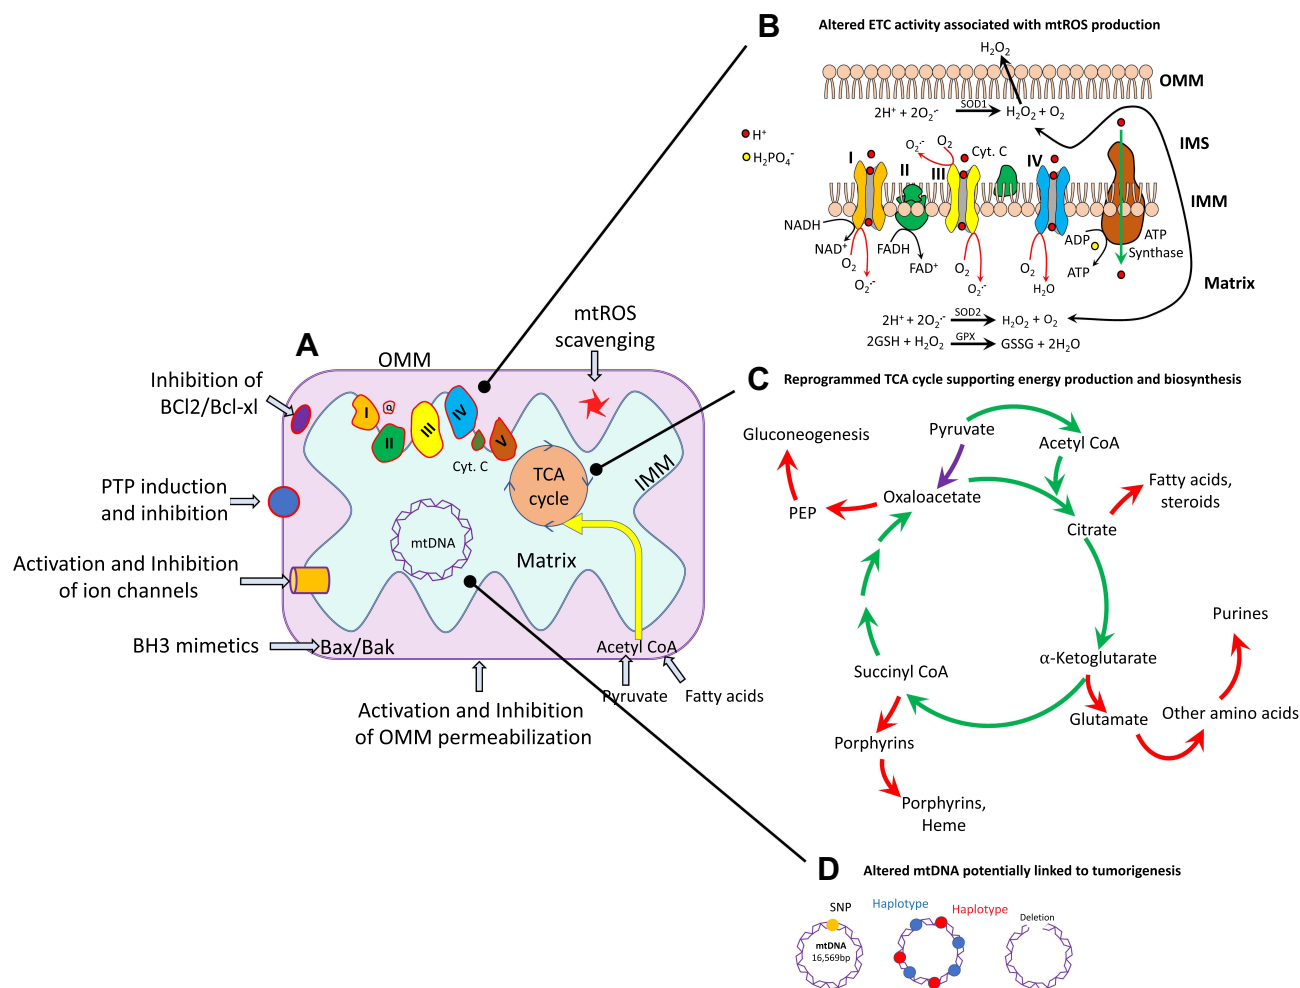 A
OMM
mtROS
scavenging
Inhibition of
BCl2/Bcl-xl
I
Q
II
III
IV
V
Cyt. C
TCA
cycle
IMM
PTP induction
and inhibition
mtDNA
Matrix
Activation and Inhibition
of ion channels
BH3 mimetics
Bax/Bak
Acetyl CoA
Pyruvate
Fatty acids
Activation and Inhibition
of OMM permeabilization
B
Altered ETC activity associated with mtROS production
H₂O₂
OMM
2H⁺ + 2O₂·⁻ SOD1 H₂O₂ + O₂
H⁺
H₂PO₄⁻
IMS
O₂·⁻ O₂ Cyt. C
I II III IV
IMM
NADH
NAD⁺
FADH
FAD⁺
O₂
O₂·⁻
O₂
O₂·⁻
O₂
H₂O
ADP
ATP
ATP
Synthase
Matrix
2H⁺ + 2O₂·⁻ SOD2 H₂O₂ + O₂
2GSH + H₂O₂ GPX GSSG + 2H₂O
C
Reprogrammed TCA cycle supporting energy production and biosynthesis
Gluconeogenesis
Pyruvate
Acetyl CoA
PEP
Oxaloacetate
Fatty acids,
steroids
Citrate
Purines
α-Ketoglutarate
Succinyl CoA
Glutamate
Other amino acids
Porphyrins
Porphyrins,
Heme
D
Altered mtDNA potentially linked to tumorigenesis
SNP
mtDNA
16,569bp
Haplotype
Haplotype
Deletion